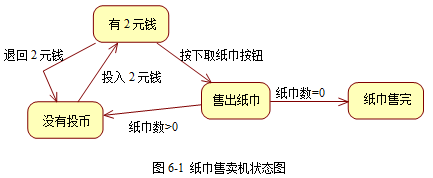 有2元钱
退回2元钱
投入2元钱
按下取纸巾按钮
没有投币
售出纸巾
纸巾数=0
纸巾售完
纸巾数>0
图 6-1 纸巾售卖机状态图